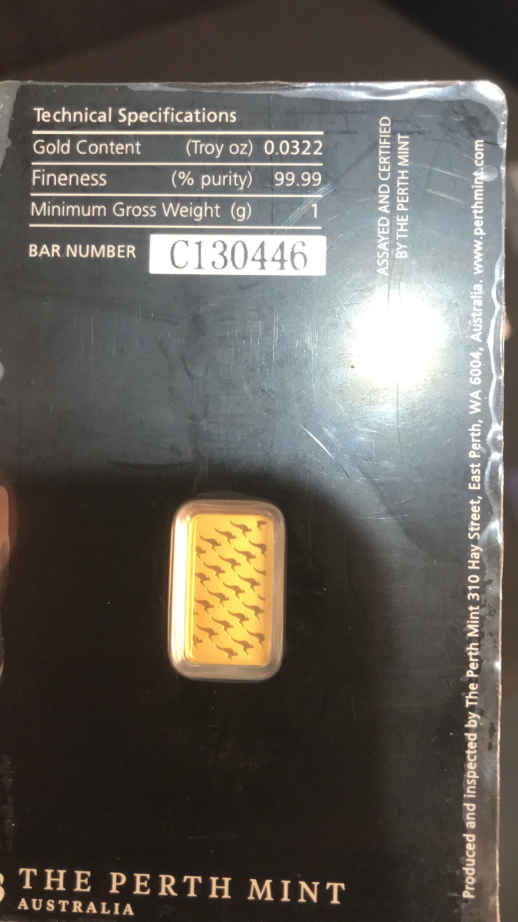 Technical Specifications
Gold Content (Troy oz) 0.0322
Fineness (% purity) 99.99
Minimum Gross Weight (g) 1
BAR NUMBER C130446
ASSAYED AND CERTIFIED
BY THE PERTH MINT
Produced and inspected by The Perth Mint 310 Hay Street, East Perth, WA 6004, Australia. www.perthmint.com
THE PERTH MINT
AUSTRALIA